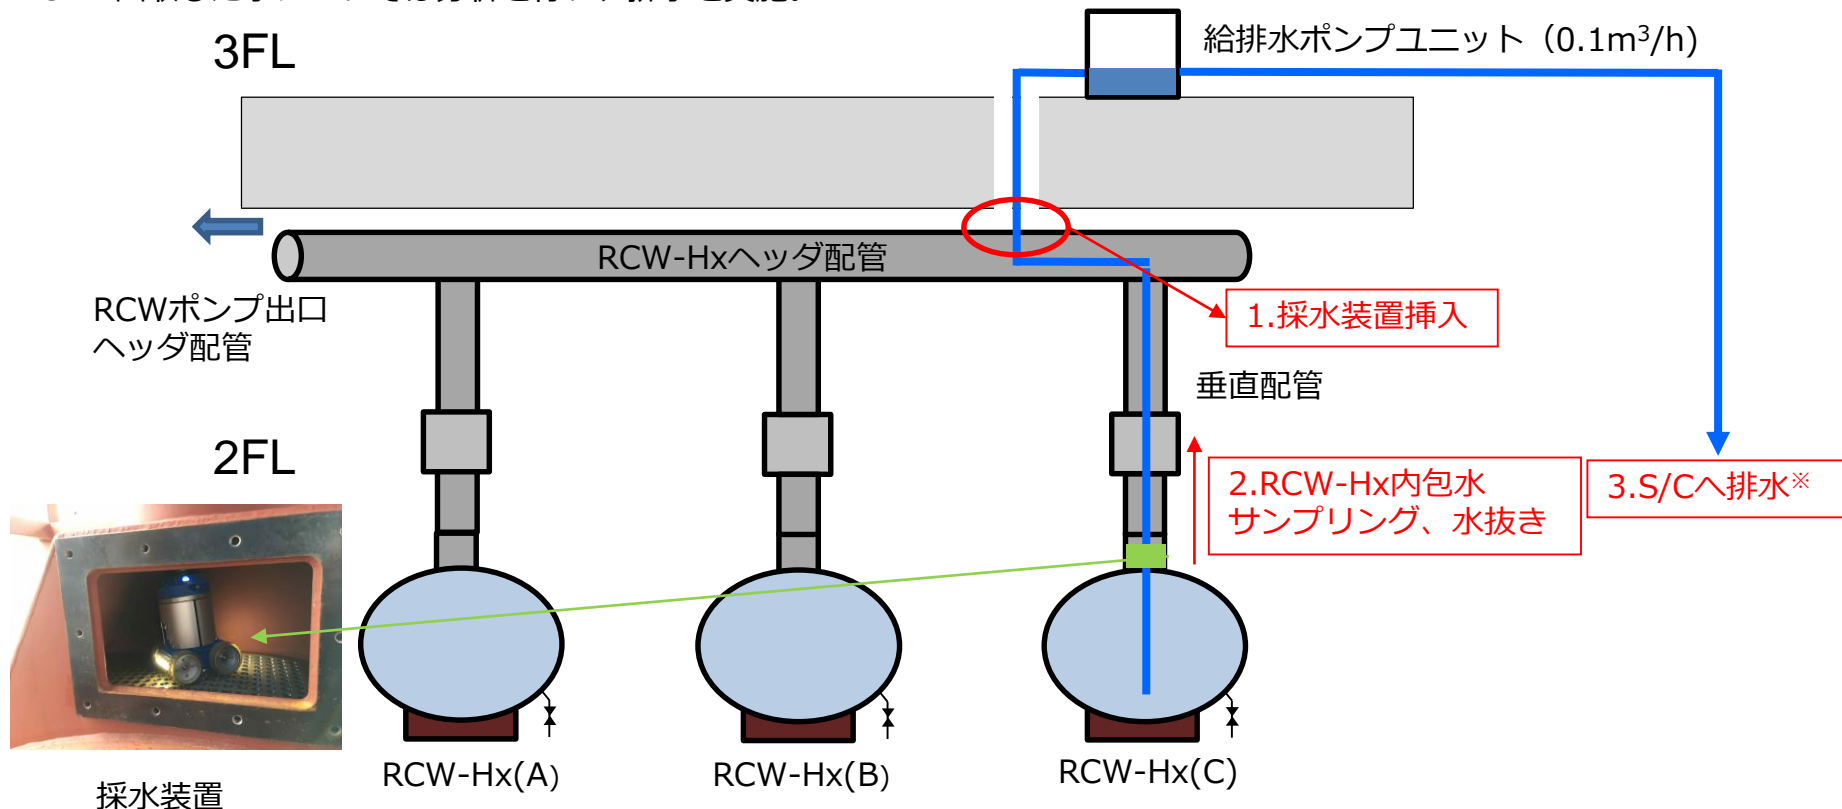 3FL
給排水ポンプユニット（0.1m³/h)
RCW-Hxヘッダ配管
RCWポンプ出口
ヘッダ配管
1.採水装置挿入
垂直配管
2FL
2.RCW-Hx内包水
サンプリング、水抜き
3.S/Cへ排水※
RCW-Hx(A)
RCW-Hx(B)
RCW-Hx(C)
採水装置